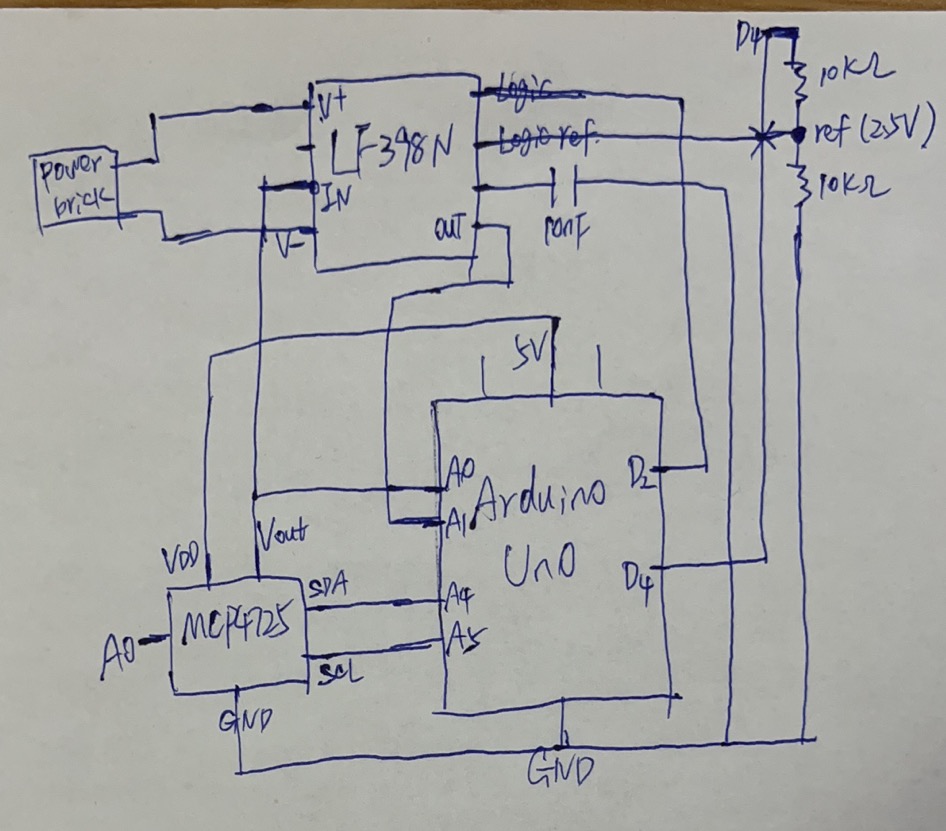 D4
10KΩ
ref (2.5V)
10KΩ
Power
brick
V+
LF398N
IN
V-
Logic
Logic ref.
OUT
5V
A0
A1
Arduino
Uno
D2
D4
VDD
Vout
SDA
A4
MCP4725
A0
A5
SCL
GND
GND